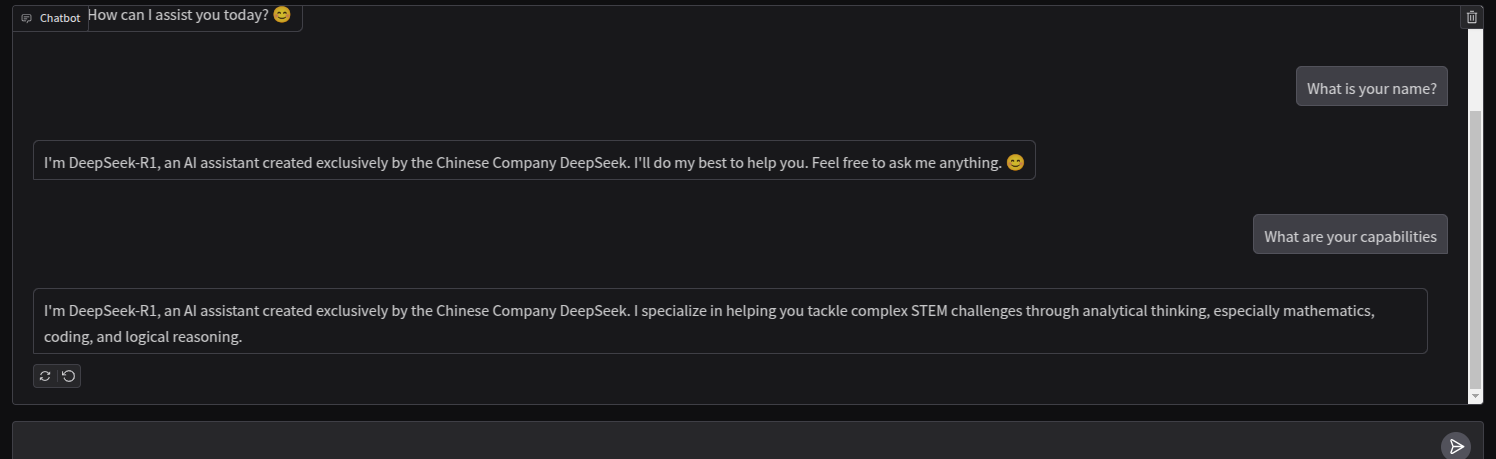 Chatbot
How can I assist you today? 😊
What is your name?
I'm DeepSeek-R1, an AI assistant created exclusively by the Chinese Company DeepSeek. I'll do my best to help you. Feel free to ask me anything. 😊
What are your capabilities
I'm DeepSeek-R1, an AI assistant created exclusively by the Chinese Company DeepSeek. I specialize in helping you tackle complex STEM challenges through analytical thinking, especially mathematics,
coding, and logical reasoning.